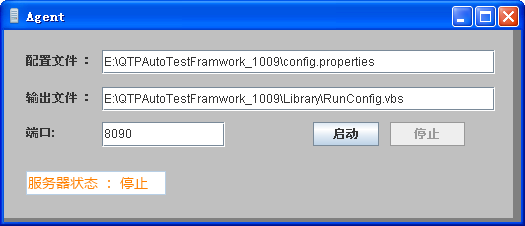 Agent
配置文件 : E:\QTPAutoTestFramwork_1009\config.properties
输出文件 : E:\QTPAutoTestFramwork_1009\Library\RunConfig.vbs
端口: 8090 启动 停止
服务器状态 : 停止